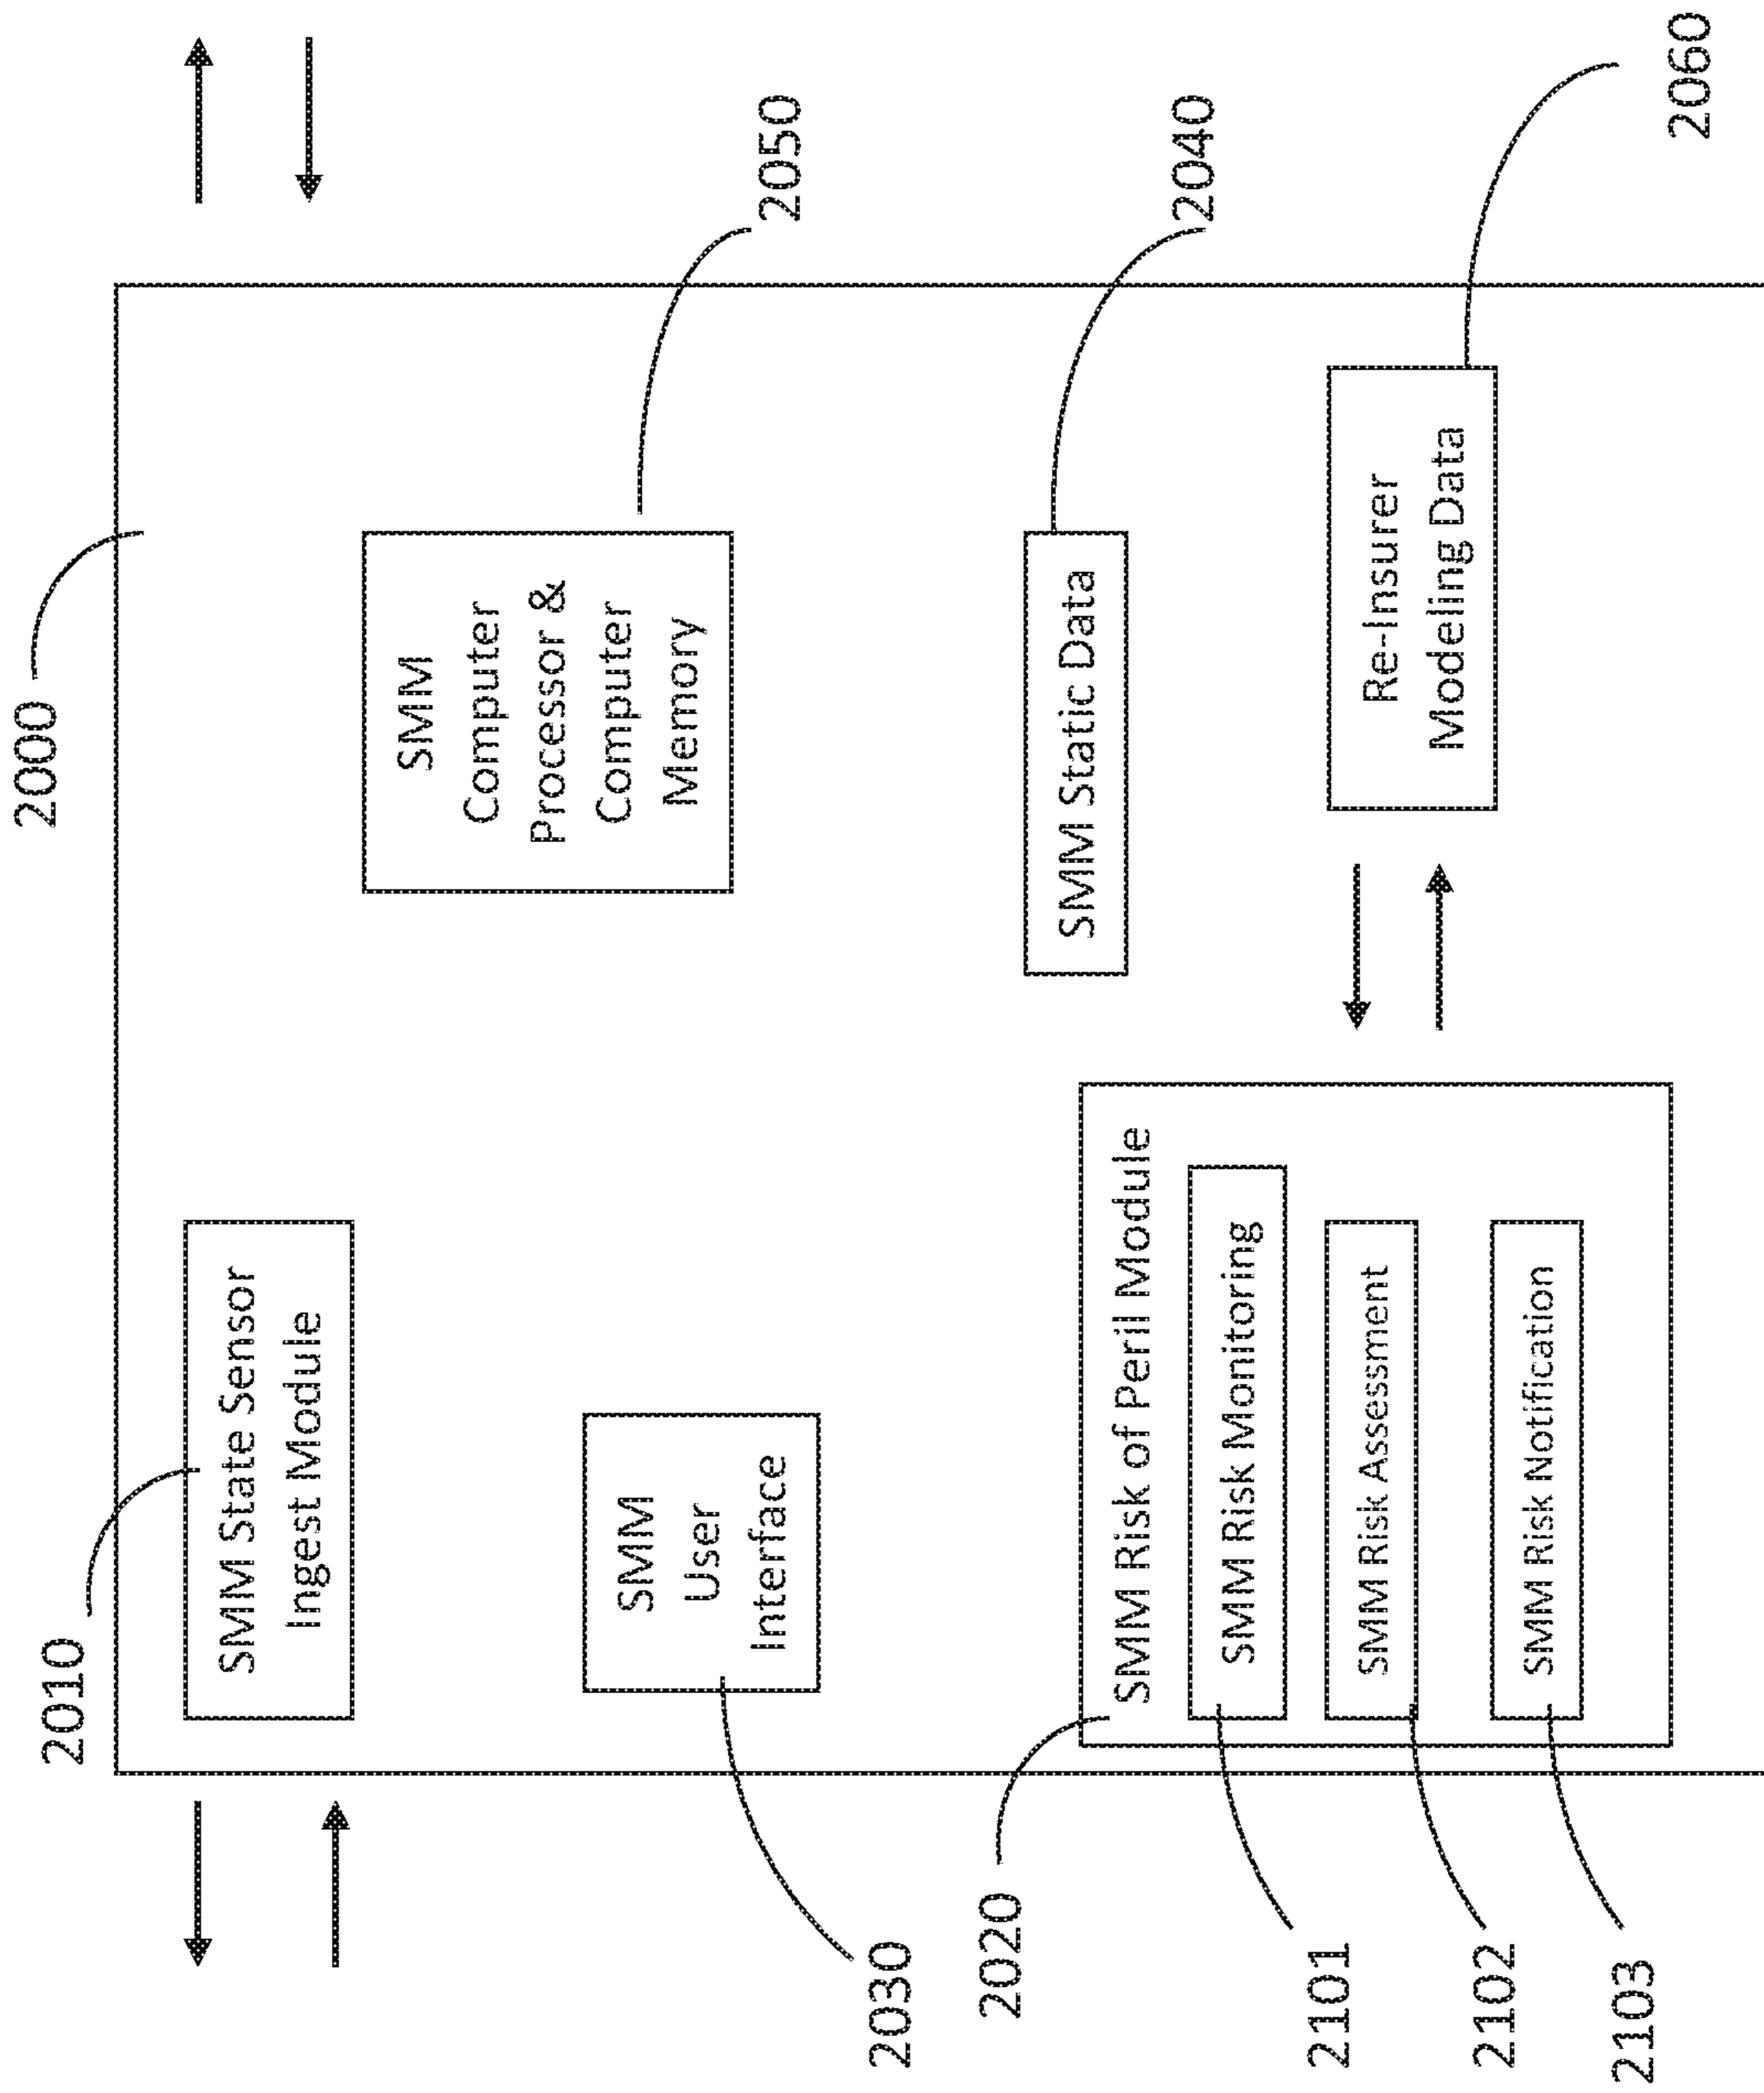 2000
2010
SMM State Sensor
Ingest Module
SMM
Computer
Processor &
Computer
Memory
2050
SMM
User
Interface
2030
SMM Static Data
2040
2020
SMM Risk of Peril Module
SMM Risk Monitoring
2101
SMM Risk Assessment
2102
SMM Risk Notification
2103
Re-Insurer
Modeling Data
2060